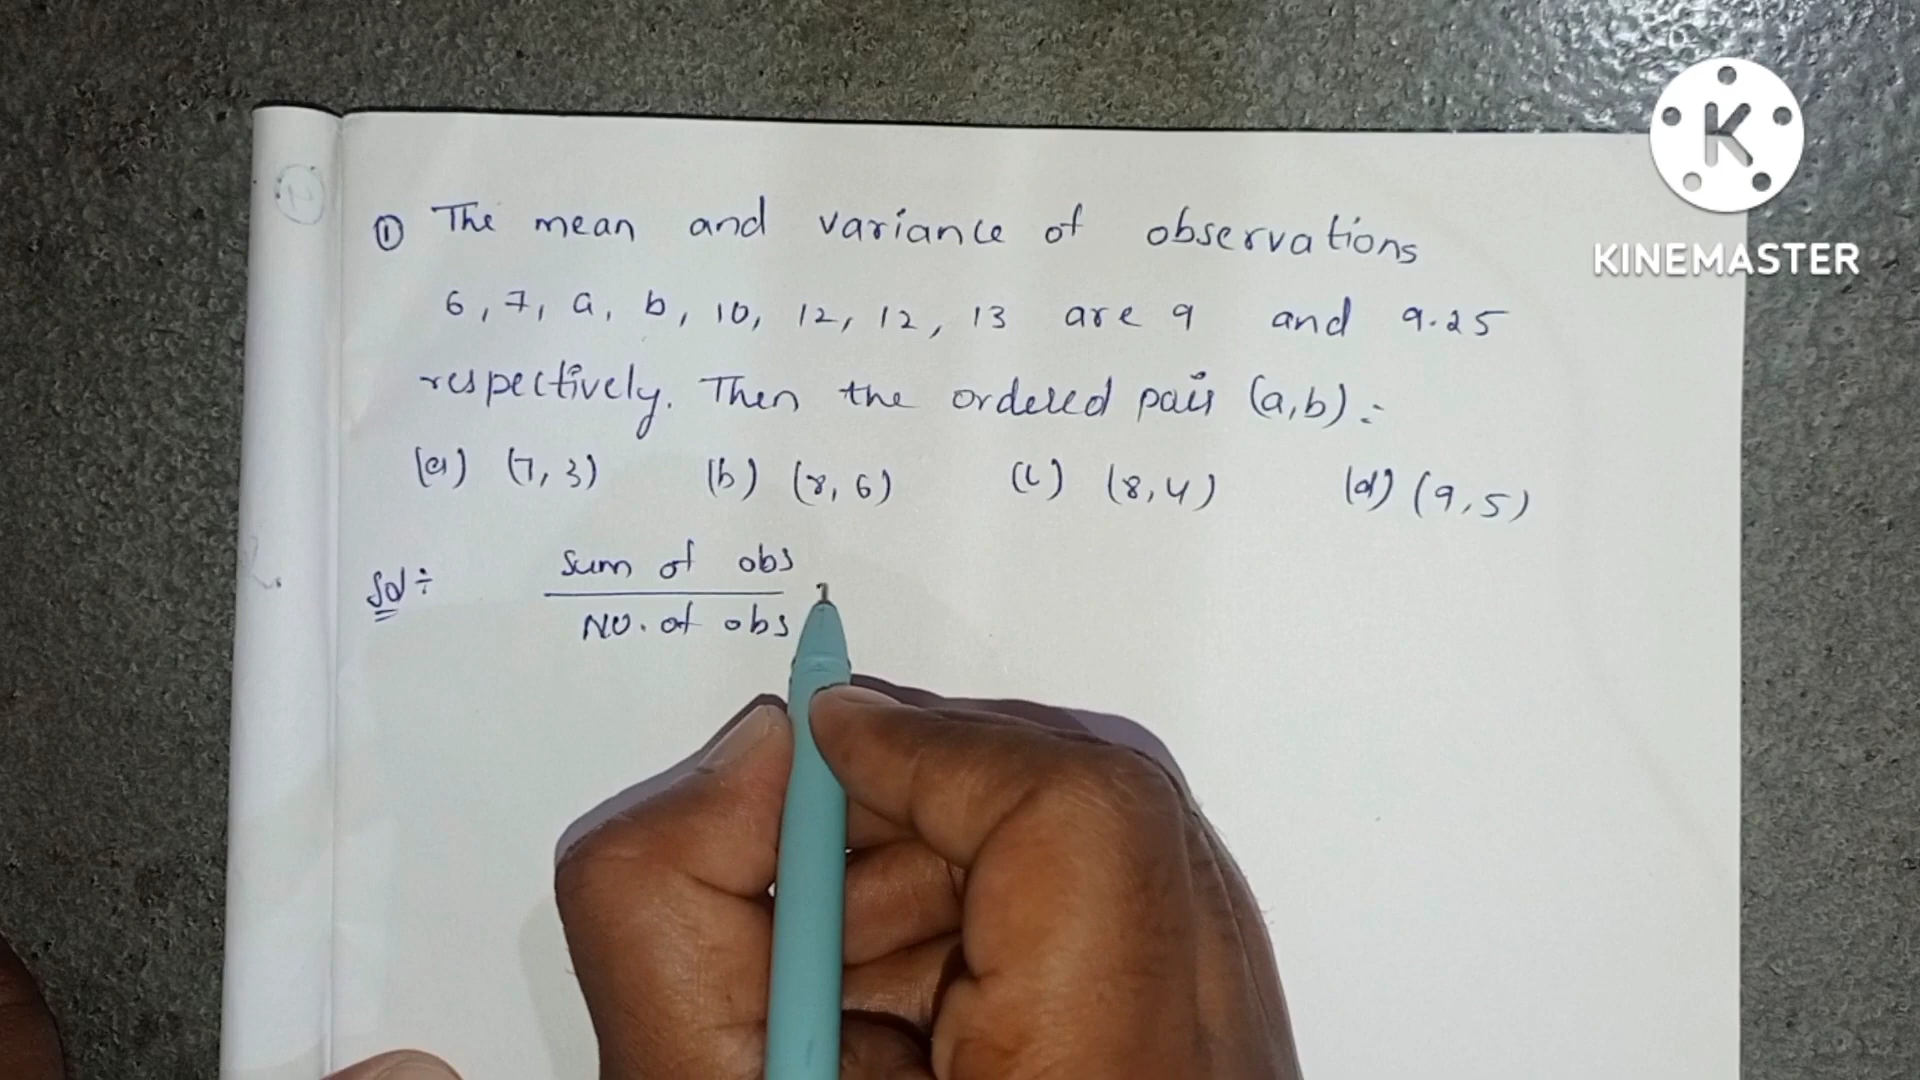 ① The mean and variance of observations
6, 7, a, b, 10, 12, 12, 13 are 9 and 9.25
respectively. Then the ordered pair (a,b) =
(a) (7, 3) (b) (8, 6) (c) (8, 4) (d) (9, 5)
Sol ÷ Sum of obs
No. of obs
K
KINEMASTER